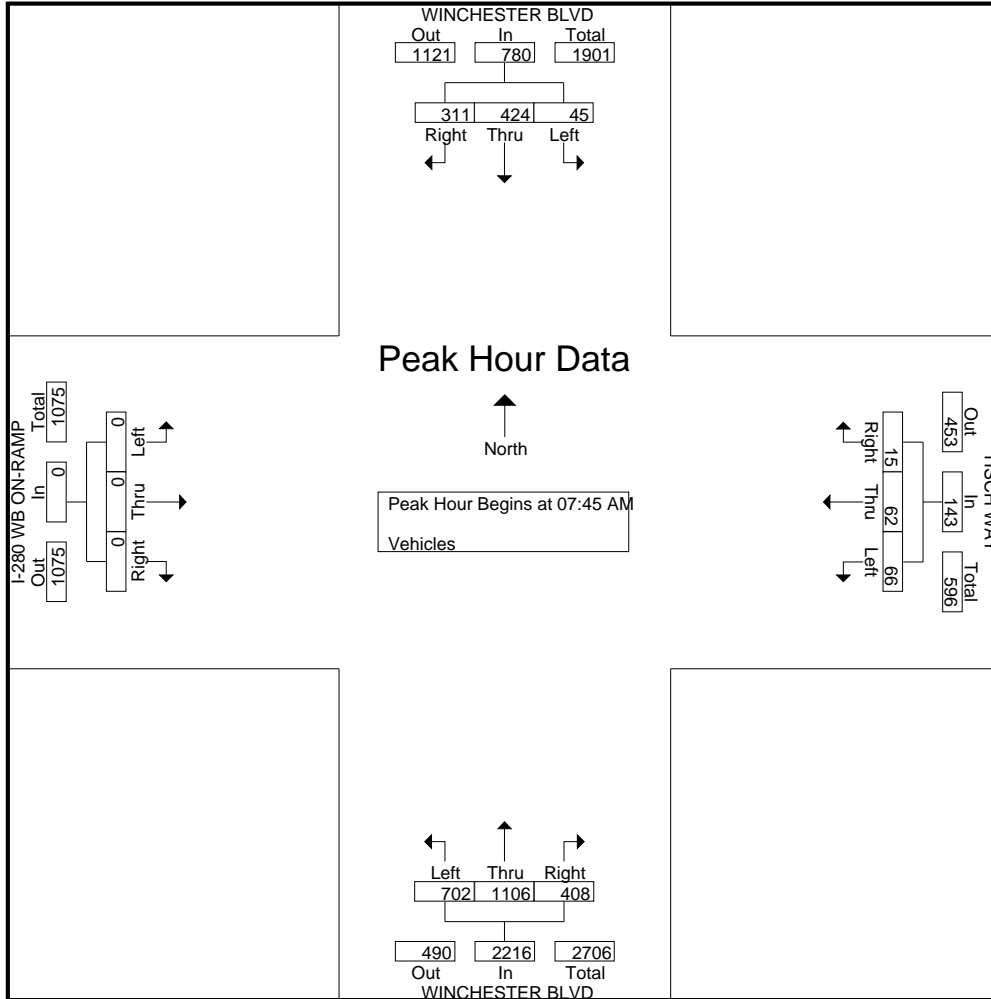 WINCHESTER BLVD
Out In Total
1121 780 1901
311 424 45
Right Thru Left
Peak Hour Data
North
Peak Hour Begins at 07:45 AM
Vehicles
I-280 WB ON-RAMP
Out In Total
1075 0 1075
0 0 0
Right Thru Left
Out In Total
453 143 596
15 62 66
Right Thru Left
Left Thru Right
702 1106 408
490 2216 2706
Out In Total
WINCHESTER BLVD